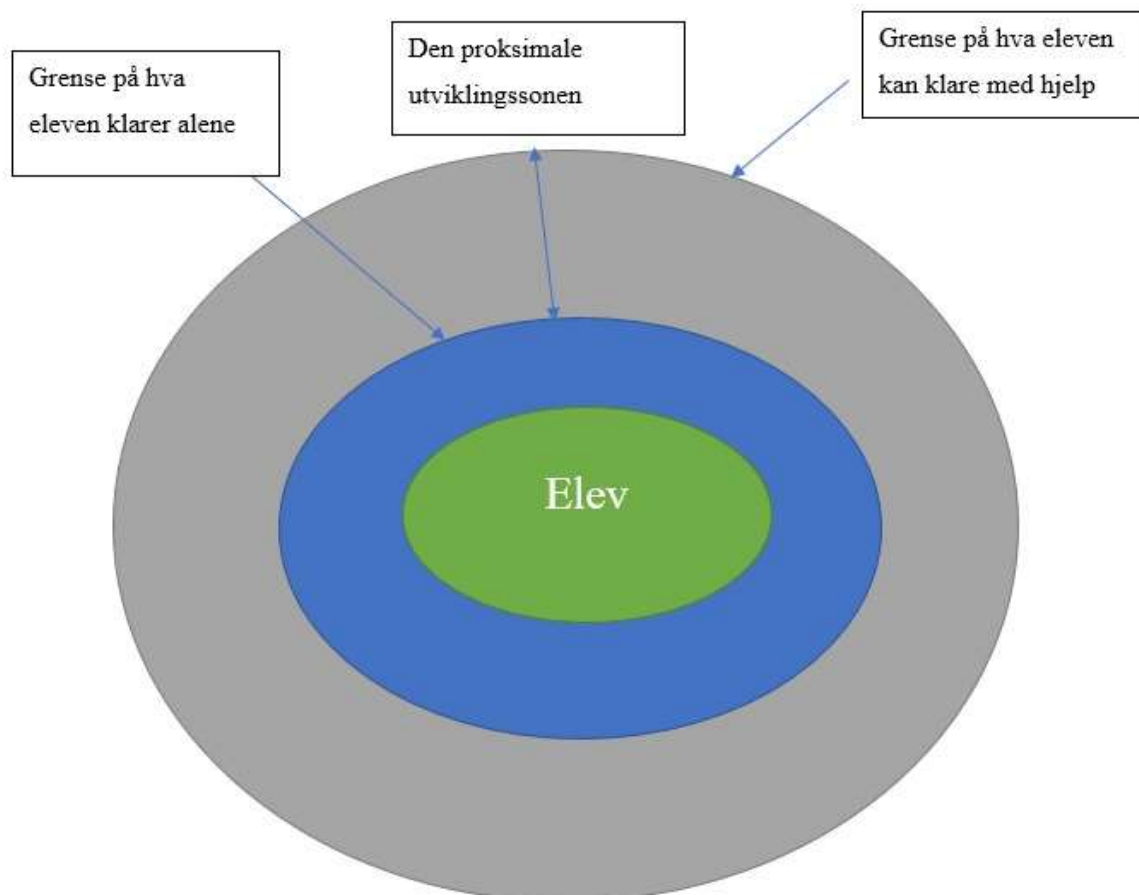 Grense på hva
eleven klarer alene
Den proksimale
utviklingssonen
Grense på hva eleven
kan klare med hjelp
Elev